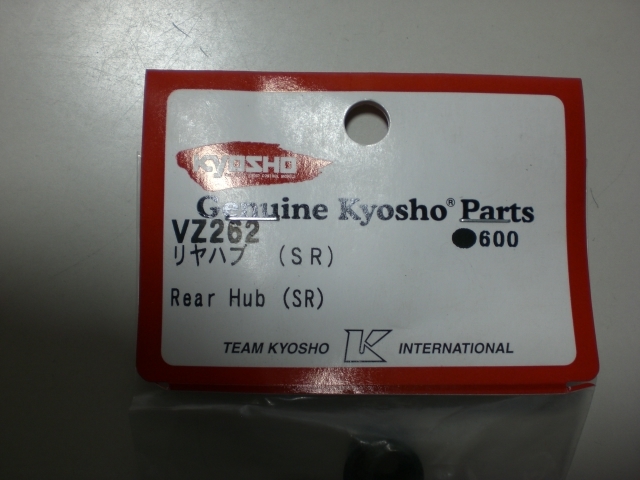 KYOSHO
Genuine Kyosho® Parts
VZ262 ●600
リヤハブ (SR)
Rear Hub (SR)
TEAM KYOSHO K INTERNATIONAL